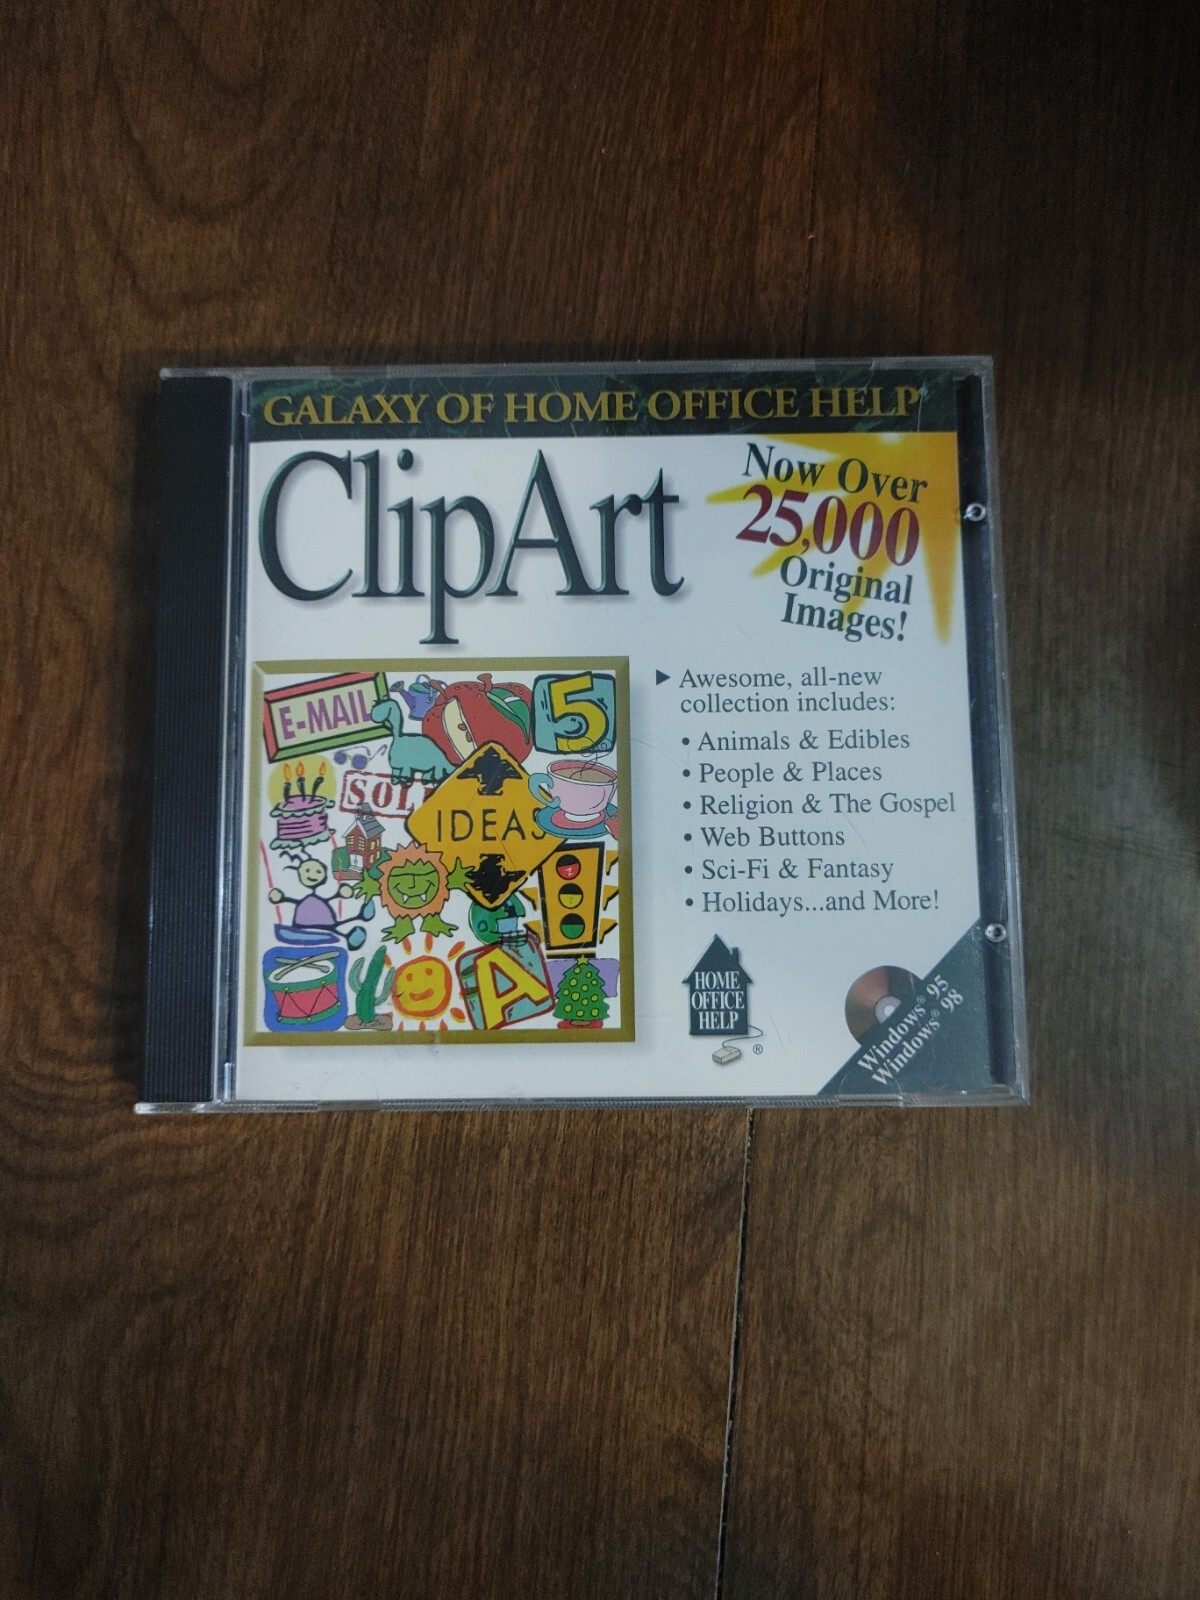 GALAXY OF HOME OFFICE HELP
ClipArt
Now Over
25,000
Original
Images!
► Awesome, all-new
collection includes:
• Animals & Edibles
• People & Places
• Religion & The Gospel
• Web Buttons
• Sci-Fi & Fantasy
• Holidays...and More!
E-MAIL
5
SOL
IDEAS
A
HOME
OFFICE
HELP
®
Windows® 95
Windows® 98